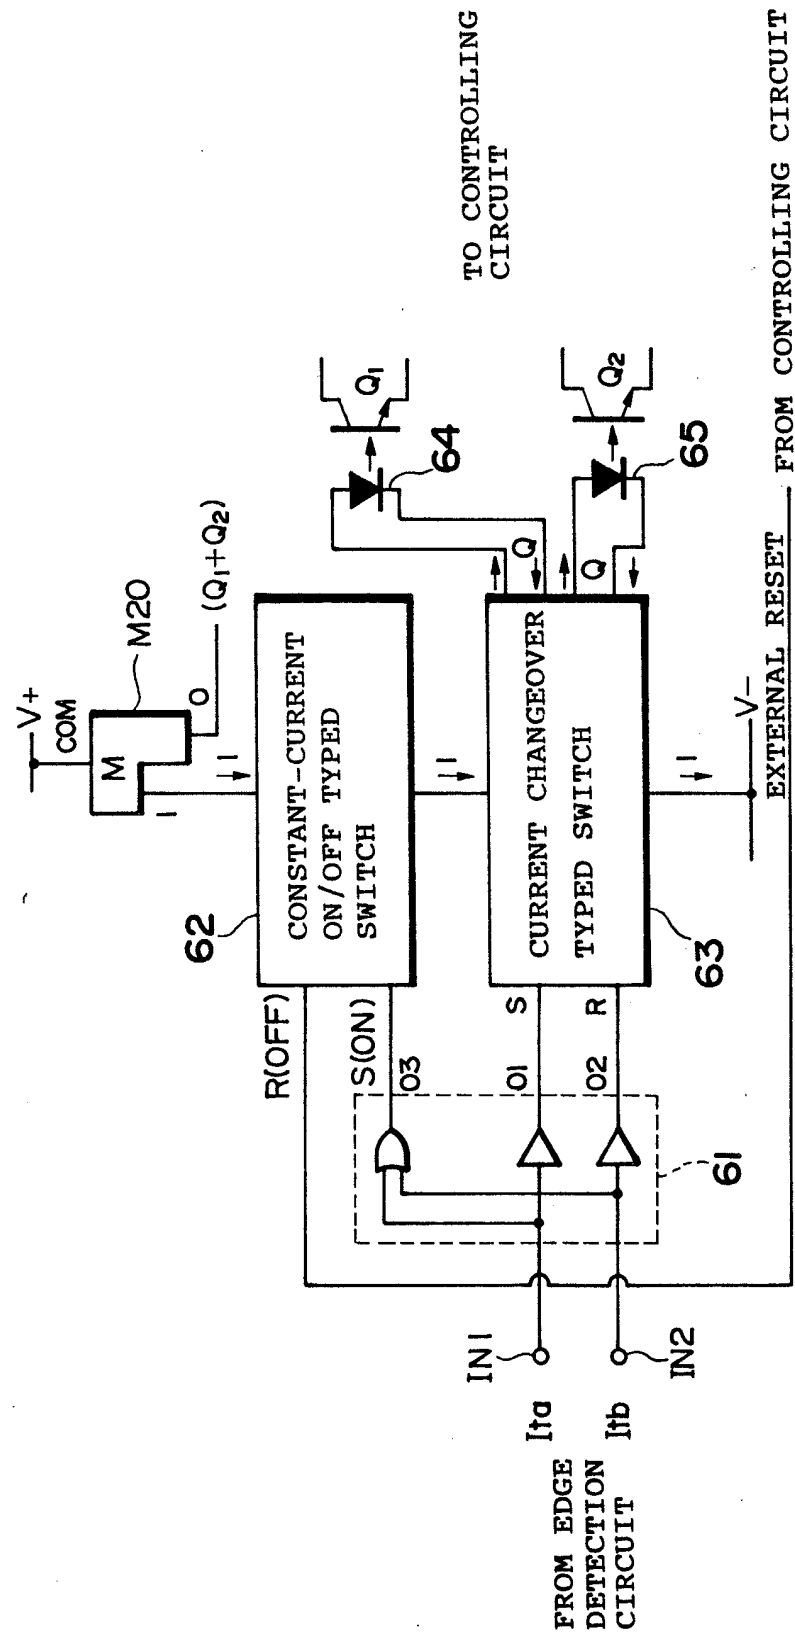 V+
COM
M20
M
I
O
(Q1+Q2)
I
62
CONSTANT-CURRENT
ON/OFF TYPED
SWITCH
R(OFF)
S(ON)
O3
I
Q1
64
Q
TO CONTROLLING
CIRCUIT
63
CURRENT CHANGEOVER
TYPED SWITCH
S
R
O1
O2
Q
Q2
65
61
I
V-
IN1
IN2
Ita
Itb
FROM EDGE
DETECTION
CIRCUIT
EXTERNAL RESET
FROM CONTROLLING CIRCUIT